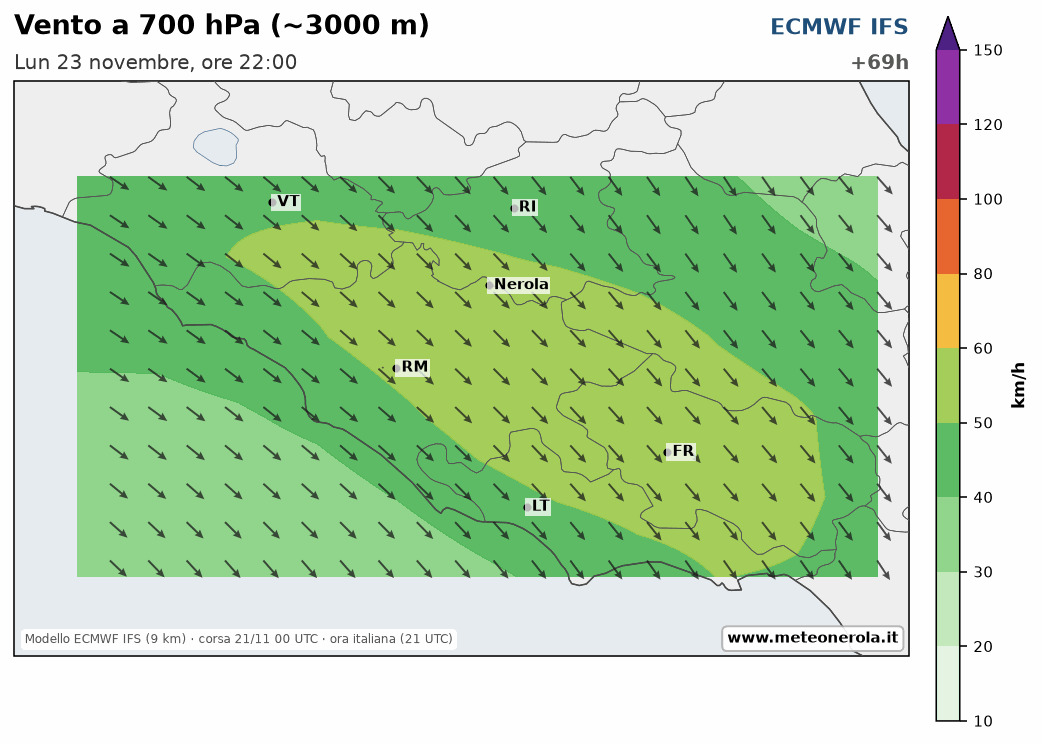 Vento a 700 hPa (~3000 m)
ECMWF IFS
Lun 23 novembre, ore 22:00
+69h
VT
RI
Nerola
RM
FR
LT
Modello ECMWF IFS (9 km) · corsa 21/11 00 UTC · ora italiana (21 UTC)
www.meteonerola.it
150
120
100
80
60
50
40
30
20
10
km/h